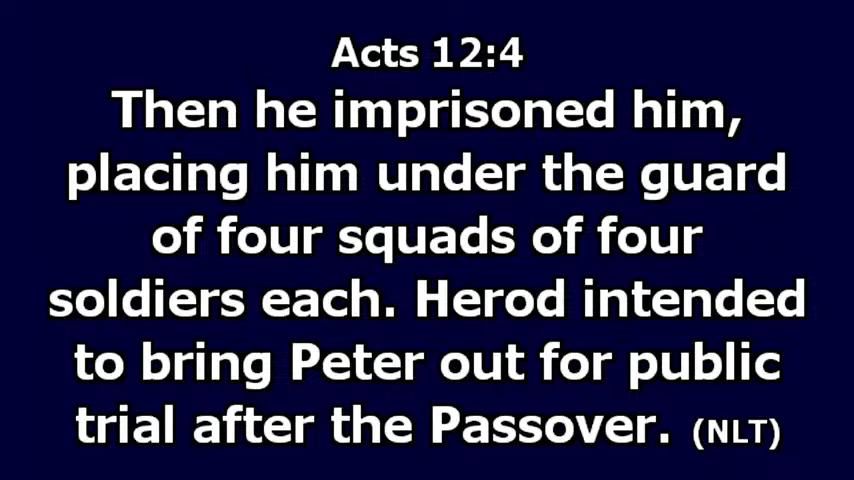 Acts 12:4
Then he imprisoned him,
placing him under the guard
of four squads of four
soldiers each. Herod intended
to bring Peter out for public
trial after the Passover. (NLT)